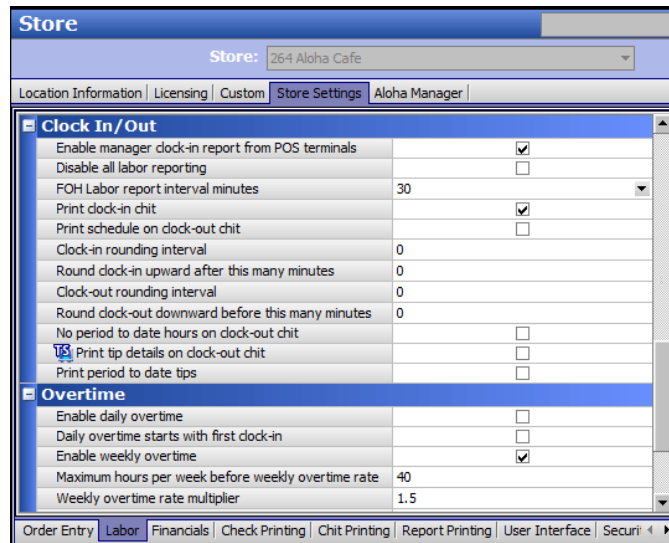 Store
Store: 264 Aloha Cafe
Location Information Licensing Custom Store Settings Aloha Manager
Clock In/Out
Enable manager clock-in report from POS terminals
Disable all labor reporting
FOH Labor report interval minutes 30
Print clock-in chit
Print schedule on clock-out chit
Clock-in rounding interval 0
Round clock-in upward after this many minutes 0
Clock-out rounding interval 0
Round clock-out downward before this many minutes 0
No period to date hours on clock-out chit
TS Print tip details on clock-out chit
Print period to date tips
Overtime
Enable daily overtime
Daily overtime starts with first clock-in
Enable weekly overtime
Maximum hours per week before weekly overtime rate 40
Weekly overtime rate multiplier 1.5
Order Entry Labor Financials Check Printing Chit Printing Report Printing User Interface Securit